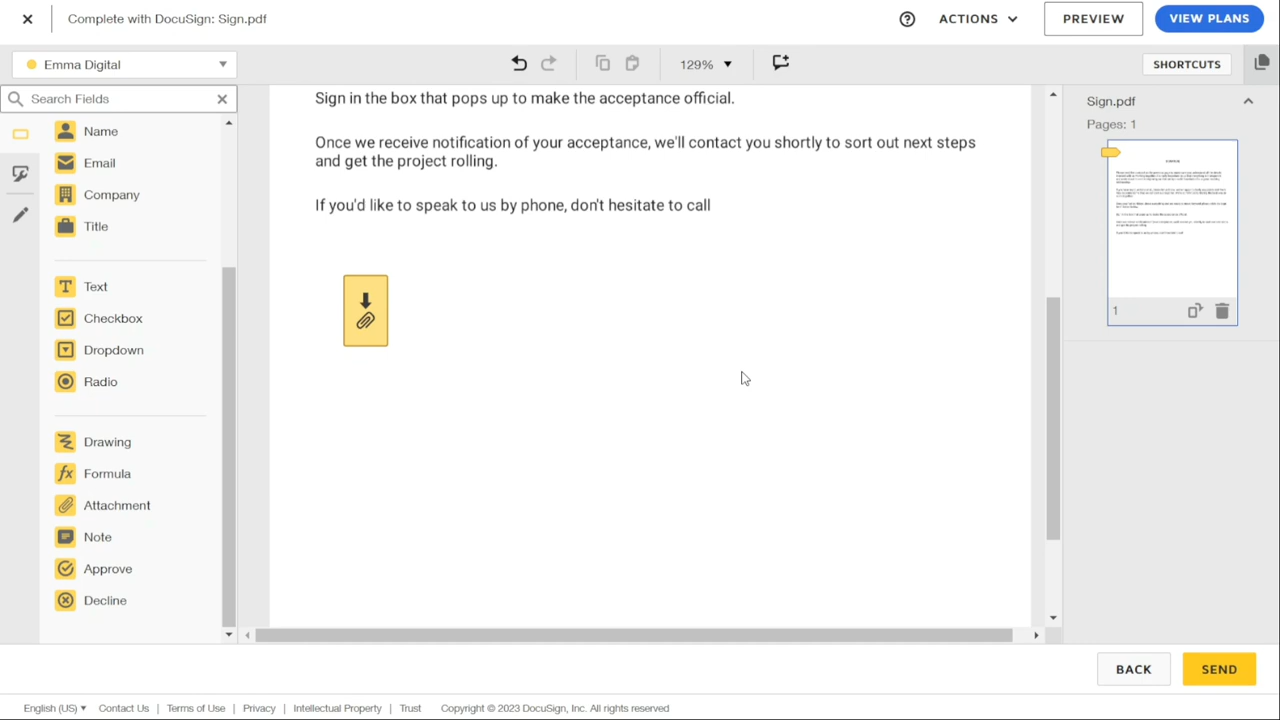 Complete with DocuSign: Sign.pdf
ACTIONS
PREVIEW
VIEW PLANS
Emma Digital
129%
SHORTCUTS
Search Fields
Name
Email
Company
Title
Text
Checkbox
Dropdown
Radio
Drawing
Formula
Attachment
Note
Approve
Decline
Sign in the box that pops up to make the acceptance official.
Once we receive notification of your acceptance, we'll contact you shortly to sort out next steps
and get the project rolling.
If you'd like to speak to us by phone, don't hesitate to call
Sign.pdf
Pages: 1
1
BACK
SEND
English (US)
Contact Us
Terms of Use
Privacy
Intellectual Property
Trust
Copyright © 2023 DocuSign, Inc. All rights reserved